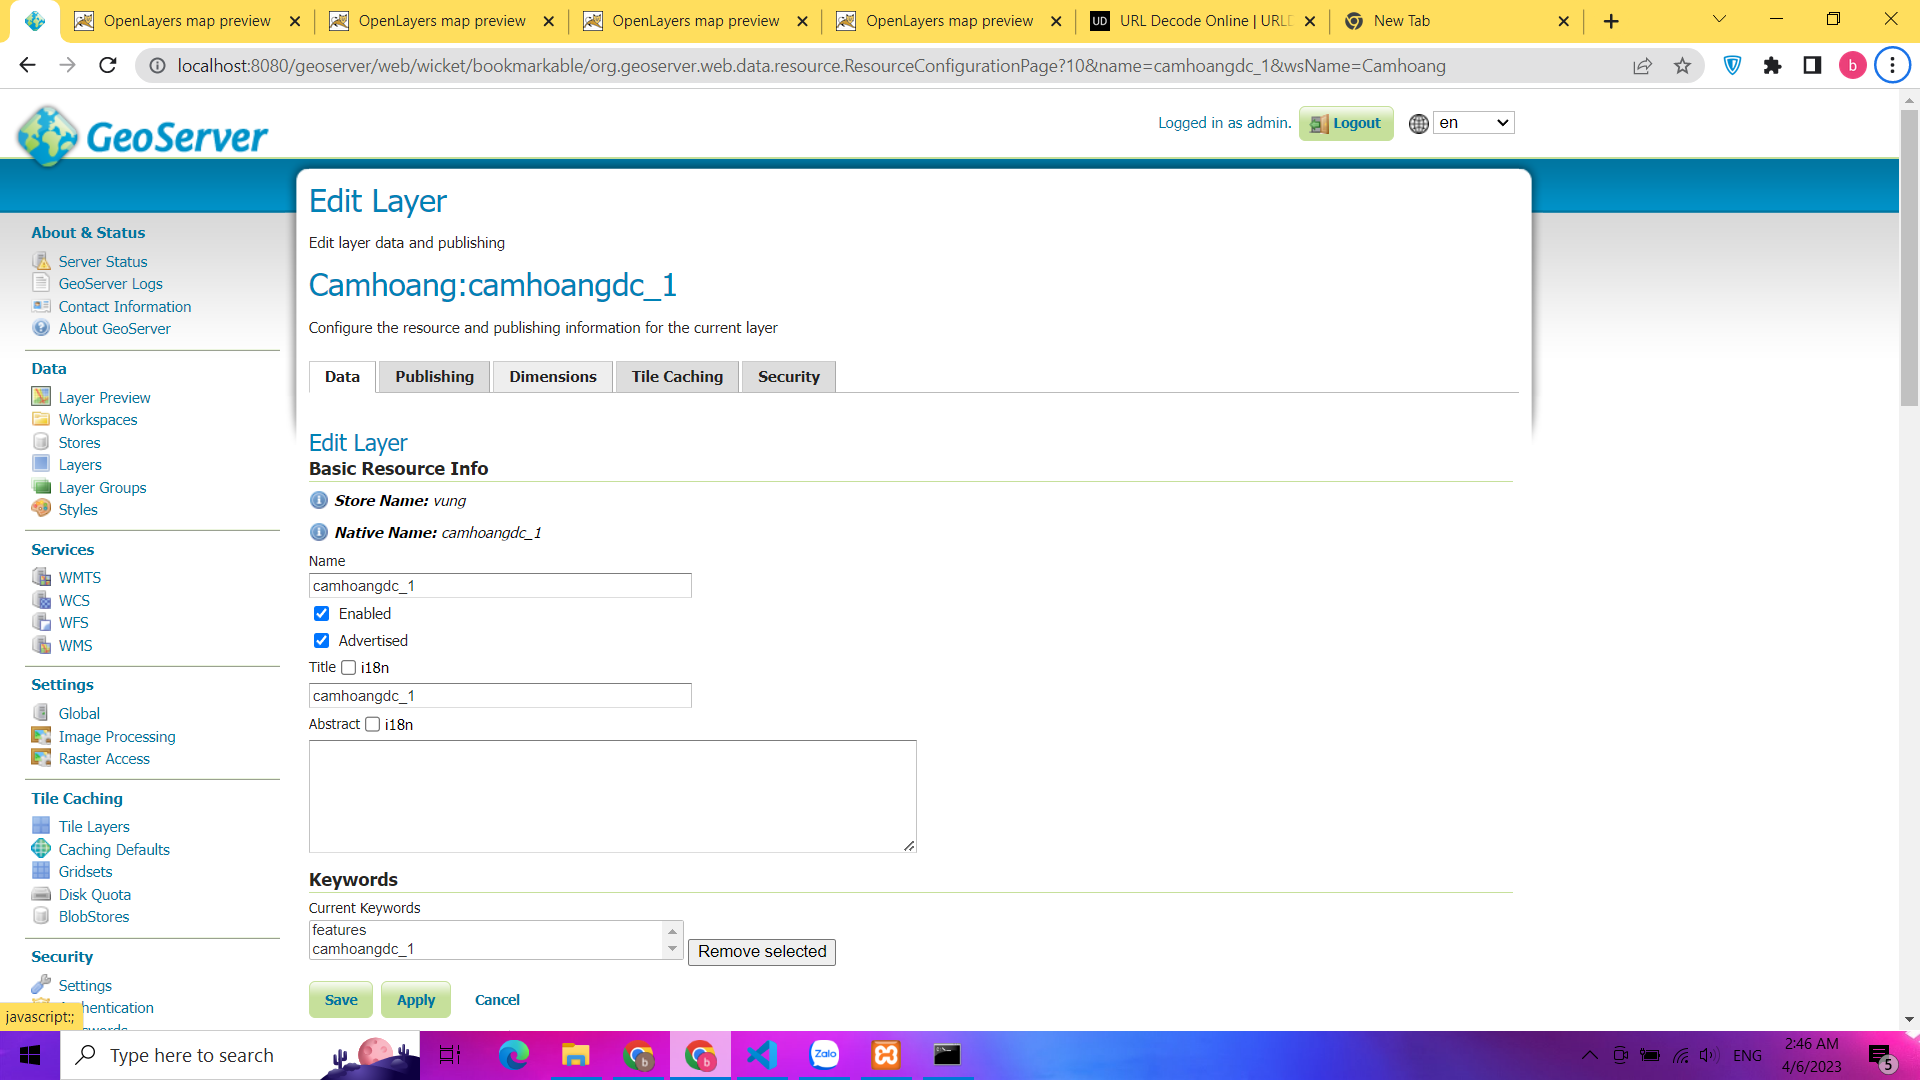 OpenLayers map preview
OpenLayers map preview
OpenLayers map preview
OpenLayers map preview
UD URL Decode Online | URL
New Tab
localhost:8080/geoserver/web/wicket/bookmarkable/org.geoserver.web.data.resource.ResourceConfigurationPage?10&name=camhoangdc_1&wsName=Camhoang
b
GeoServer
Logged in as admin.
Logout
en
About & Status
Server Status
GeoServer Logs
Contact Information
About GeoServer
Data
Layer Preview
Workspaces
Stores
Layers
Layer Groups
Styles
Services
WMTS
WCS
WFS
WMS
Settings
Global
Image Processing
Raster Access
Tile Caching
Tile Layers
Caching Defaults
Gridsets
Disk Quota
BlobStores
Security
Settings
hentication
javascript:;
Edit Layer
Edit layer data and publishing
Camhoang:camhoangdc_1
Configure the resource and publishing information for the current layer
Data
Publishing
Dimensions
Tile Caching
Security
Edit Layer
Basic Resource Info
Store Name: vung
Native Name: camhoangdc_1
Name
camhoangdc_1
Enabled
Advertised
Title i18n
camhoangdc_1
Abstract i18n
Keywords
Current Keywords
features
camhoangdc_1
Remove selected
Save
Apply
Cancel
Type here to search
b
b
Zalo
ENG
2:46 AM
4/6/2023
5